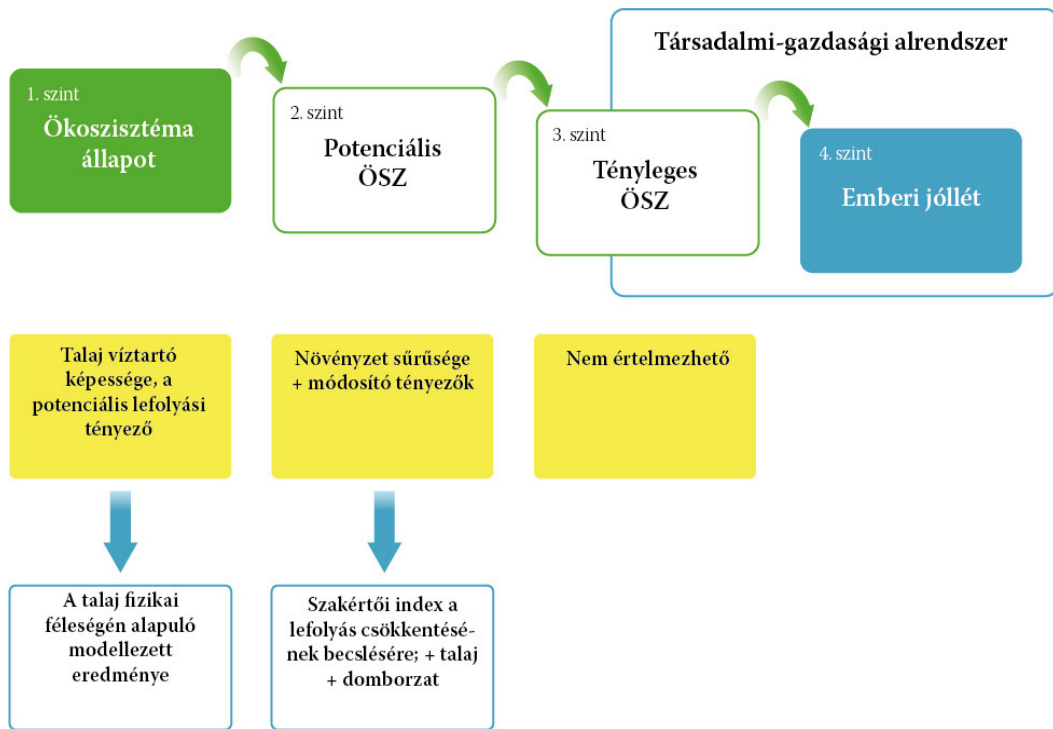 Társadalmi-gazdasági alrendszer
1. szint
Ökoszisztéma
állapot
2. szint
Potenciális
ÖSZ
3. szint
Tényleges
ÖSZ
4. szint
Emberi jóllét
Talaj víztartó
képessége, a
potenciális lefolyási
tényező
Növényzet sűrűsége
+ módosító tényezők
Nem értelmezhető
A talaj fizikai
féleségén alapuló
modellezett
eredménye
Szakértői index a
lefolyás csökkentésé-
nek becslésére; + talaj
+ domborzat